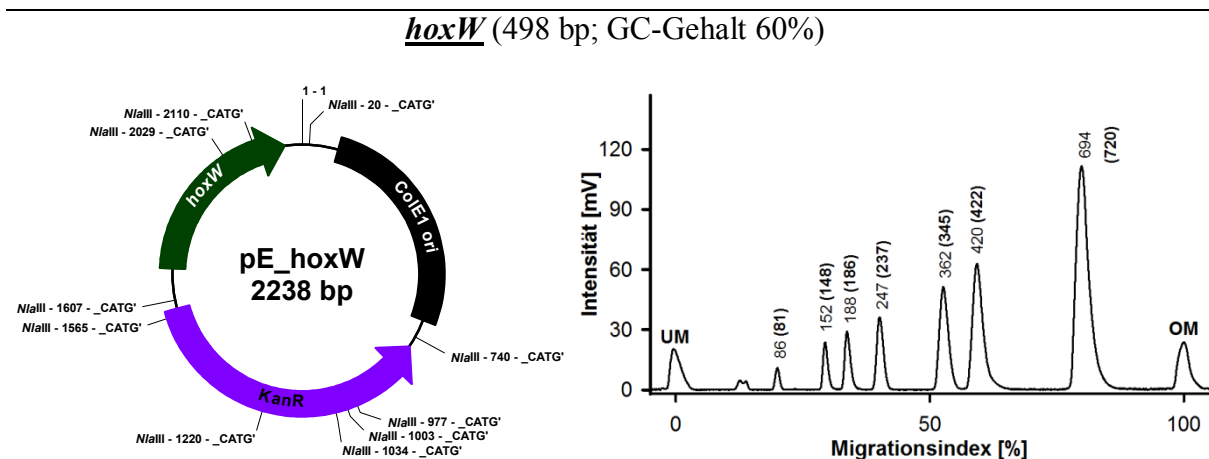 hoxW (498 bp; GC-Gehalt 60%)
1 - 1
NlaIII - 2110 - _CATG'
NlaIII - 20 - _CATG'
NlaIII - 2029 - _CATG'
hoxW
ColE1 ori
pE_hoxW
2238 bp
NlaIII - 1607 - _CATG'
NlaIII - 1565 - _CATG'
NlaIII - 740 - _CATG'
KanR
NlaIII - 977 - _CATG'
NlaIII - 1220 - _CATG'
NlaIII - 1003 - _CATG'
NlaIII - 1034 - _CATG'
Intensität [mV]
120
90
60
30
0
UM
86 (81)
152 (148)
188 (186)
247 (237)
362 (345)
420 (422)
694
(720)
OM
0
50
100
Migrationsindex [%]